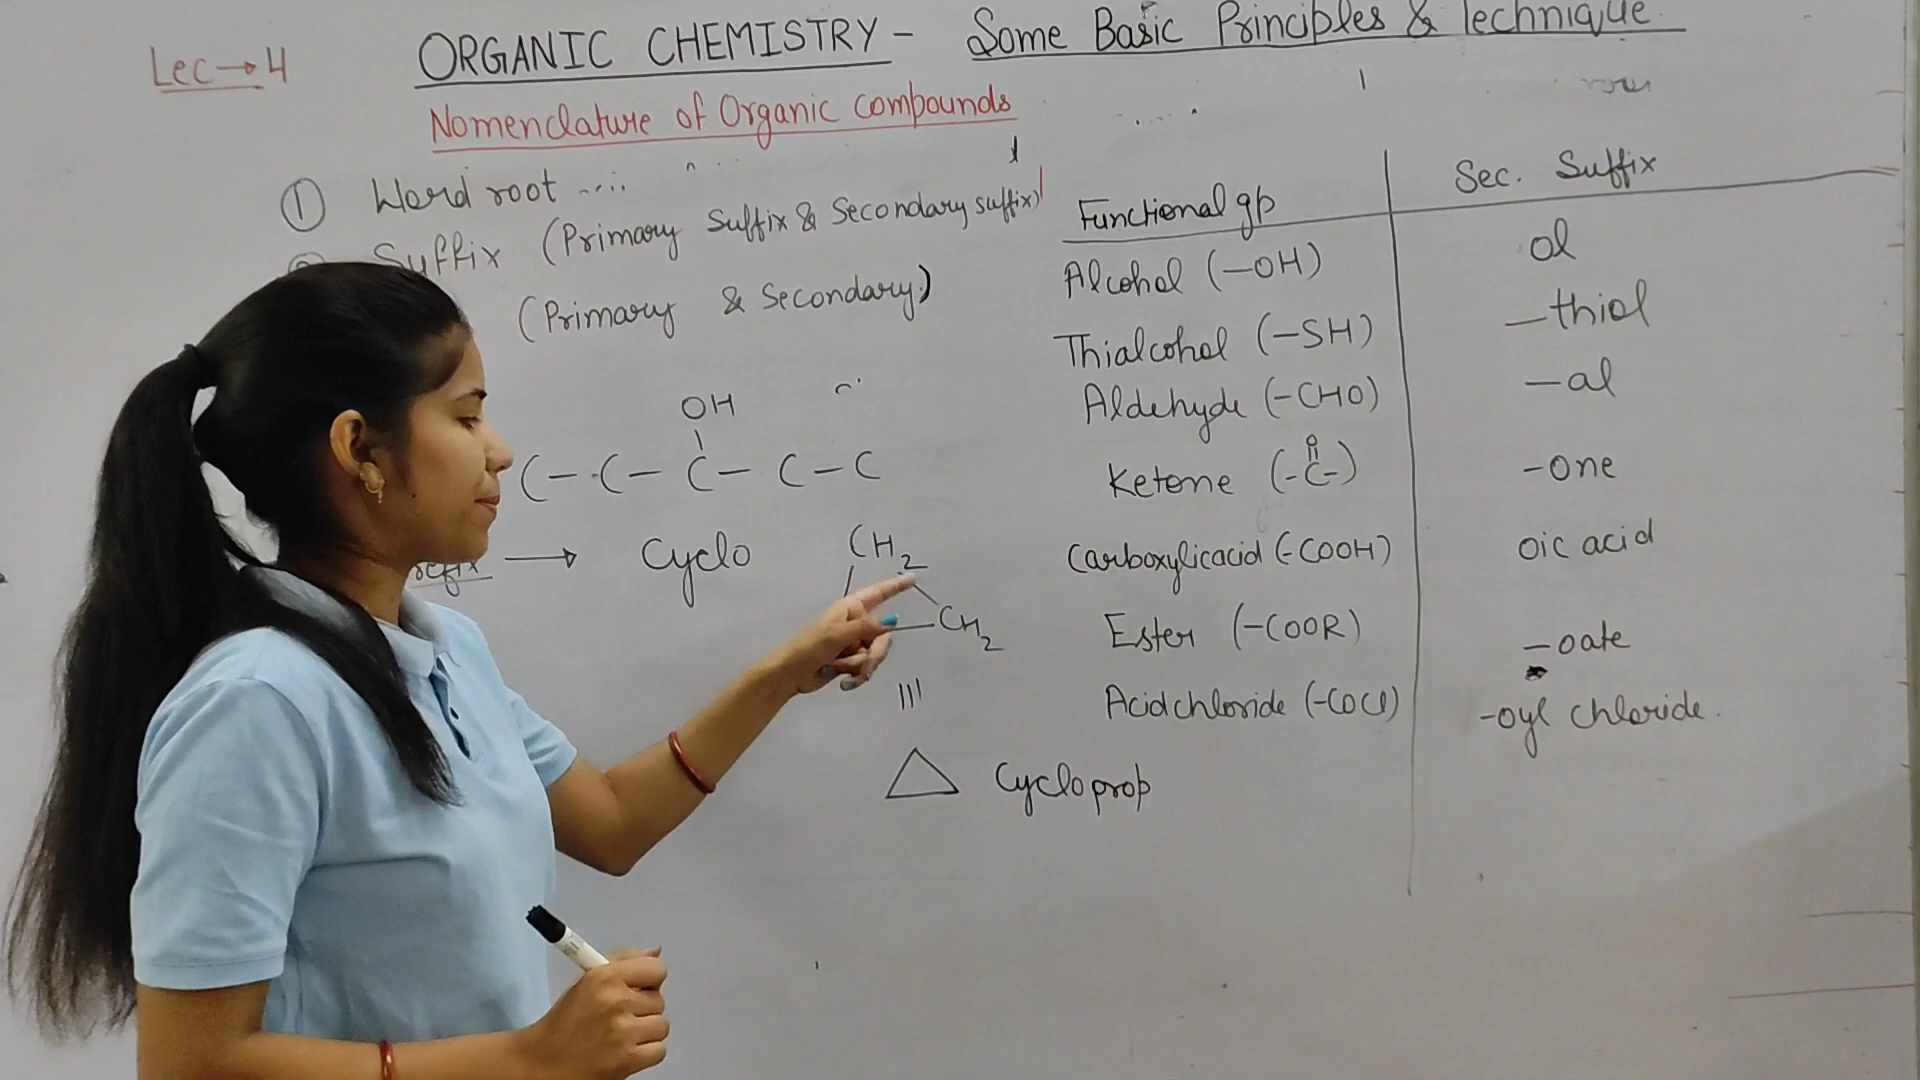 Lec→4
ORGANIC CHEMISTRY - Some Basic Principles & Technique
Nomenclature of Organic compounds
① Word root ....
Suffix (Primary Suffix & Secondary suffix)
(Primary & Secondary)
OH
C - C - C - C - C
refix → Cyclo
CH2
CH2
Cycloprop
Functional gp Sec. Suffix
Alcohol (-OH) ol
Thialcohol (-SH) -thiol
Aldehyde (-CHO) -al
Ketone (-C-) -one
O
Carboxylicacid (-COOH) oic acid
Ester (-COOR) -oate
Acidchloride (-COCl) -oyl chloride.